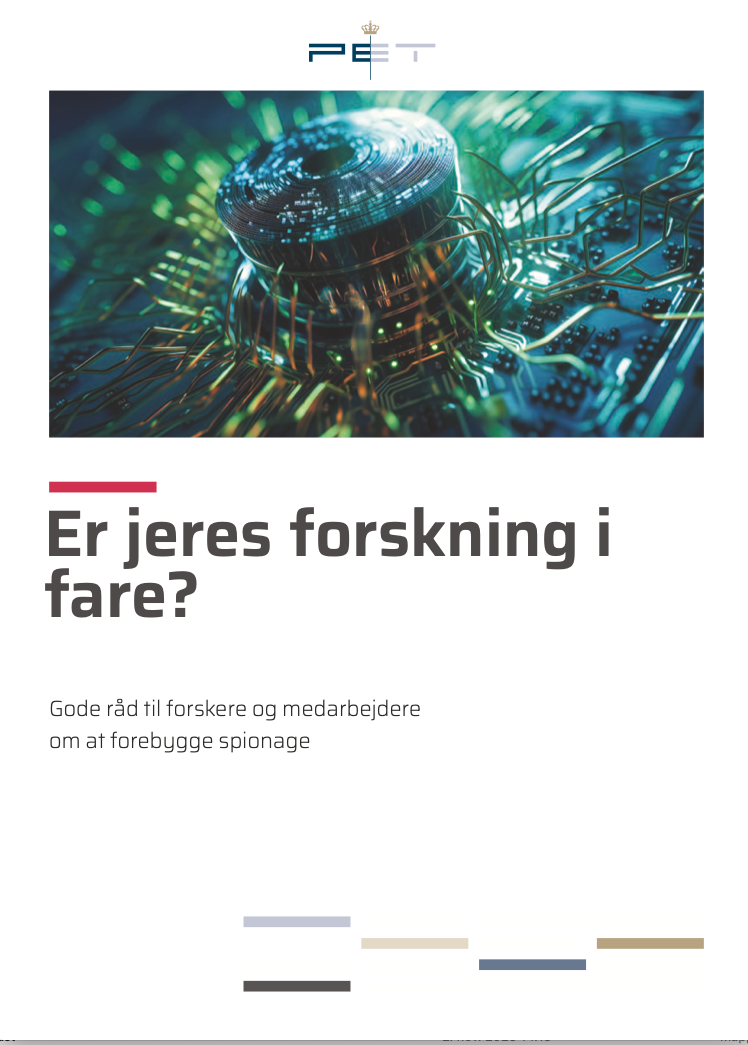 PET
Er jeres forskning i
fare?
Gode råd til forskere og medarbejdere
om at forebygge spionage